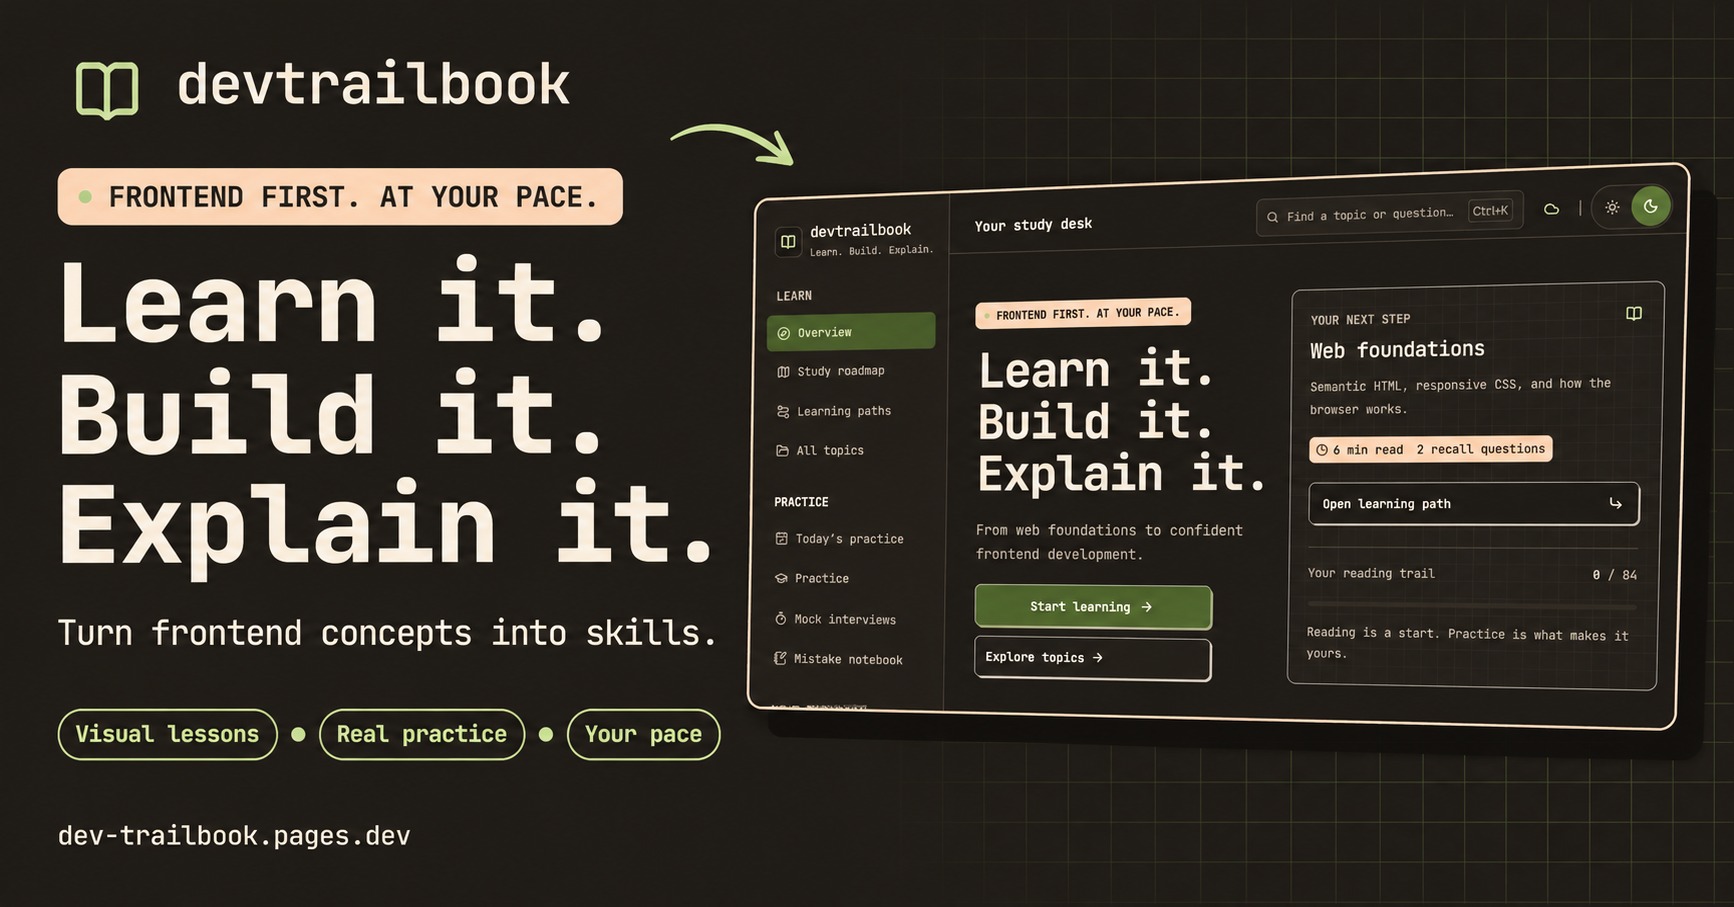 devtrailbook
FRONTEND FIRST. AT YOUR PACE.
Learn it.
Build it.
Explain it.
Turn frontend concepts into skills.
Visual lessons
Real practice
Your pace
dev-trailbook.pages.dev
devtrailbook
Learn. Build. Explain.
LEARN
Overview
Study roadmap
Learning paths
All topics
PRACTICE
Today's practice
Practice
Mock interviews
Mistake notebook
Your study desk
Find a topic or question…
Ctrl+K
FRONTEND FIRST. AT YOUR PACE.
Learn it.
Build it.
Explain it.
From web foundations to confident
frontend development.
Start learning →
Explore topics →
YOUR NEXT STEP
Web foundations
Semantic HTML, responsive CSS, and how the
browser works.
6 min read 2 recall questions
Open learning path
Your reading trail 0 / 84
Reading is a start. Practice is what makes it
yours.